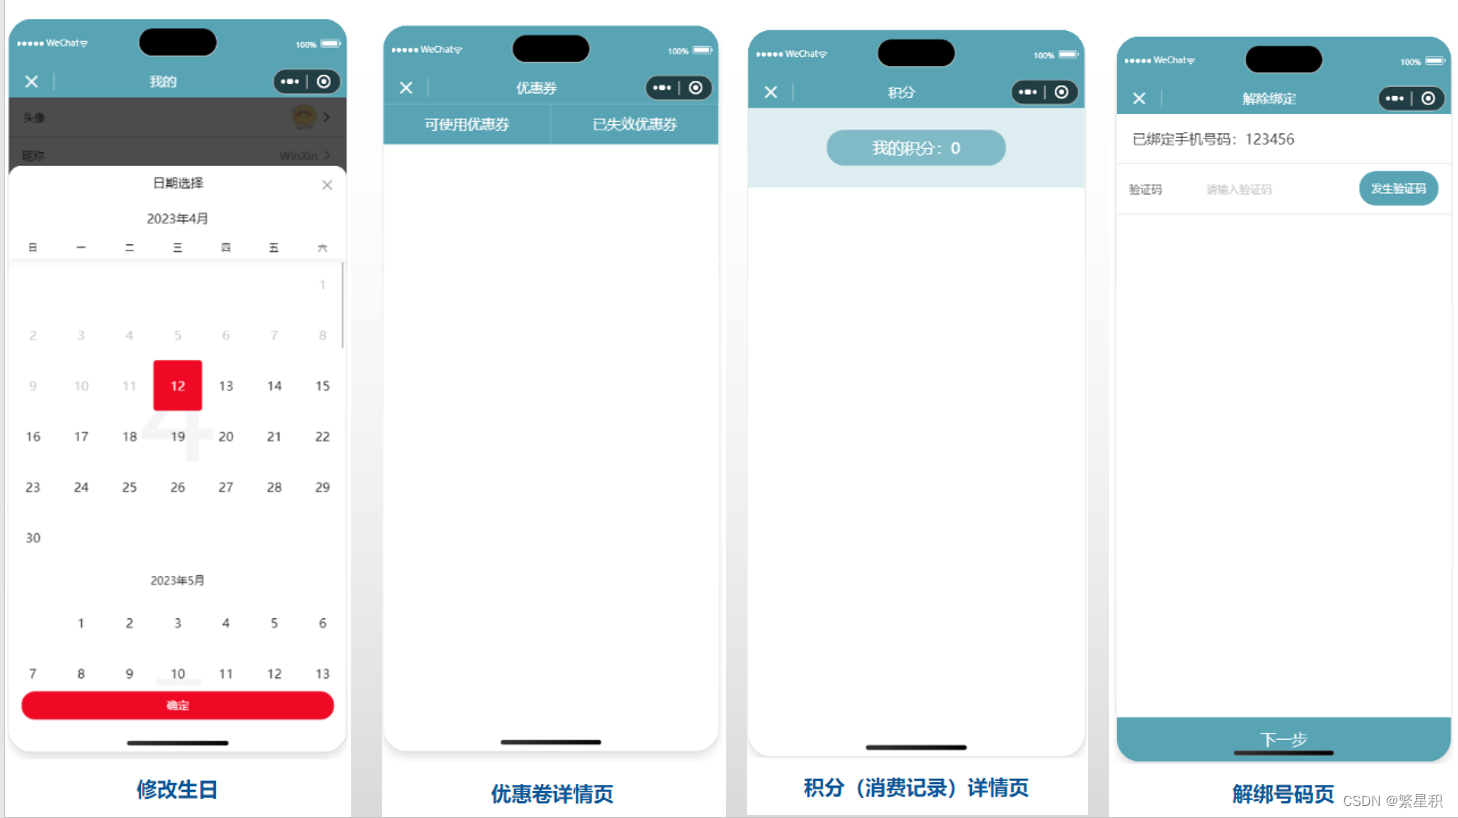 ●●●●● WeChat
100%
我的
头像
昵称
WinXin
日期选择
2023年4月
日 一 二 三 四 五 六
1
2 3 4 5 6 7 8
9 10 11 12 13 14 15
4
16 17 18 19 20 21 22
23 24 25 26 27 28 29
30
2023年5月
1 2 3 4 5 6
7 8 9 10 11 12 13
确定
修改生日
●●●●● WeChat
100%
优惠券
可使用优惠券 已失效优惠券
优惠卷详情页
●●●●● WeChat
100%
积分
我的积分：0
积分（消费记录）详情页
●●●●● WeChat
100%
解除绑定
已绑定手机号码：123456
验证码 请输入验证码 发生验证码
下一步
解绑号码页
CSDN @繁星积